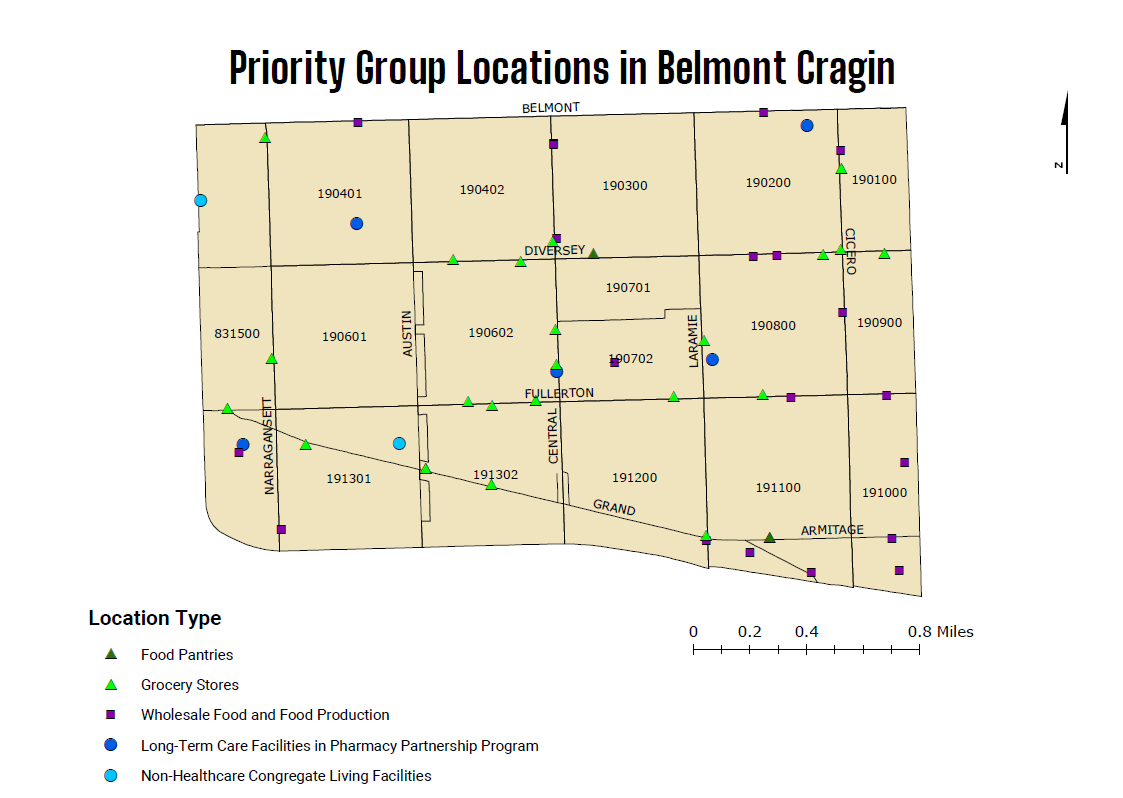 Priority Group Locations in Belmont Cragin
BELMONT
N
190401
190402
190300
190200
190100
DIVERSEY
CICERO
190701
831500
190601
AUSTIN
190602
190702
LARAMIE
190800
190900
FULLERTON
NARRAGANSETT
CENTRAL
191301
191302
191200
191100
191000
GRAND
ARMITAGE
Location Type
Food Pantries
Grocery Stores
Wholesale Food and Food Production
Long-Term Care Facilities in Pharmacy Partnership Program
Non-Healthcare Congregate Living Facilities
0 0.2 0.4 0.8 Miles